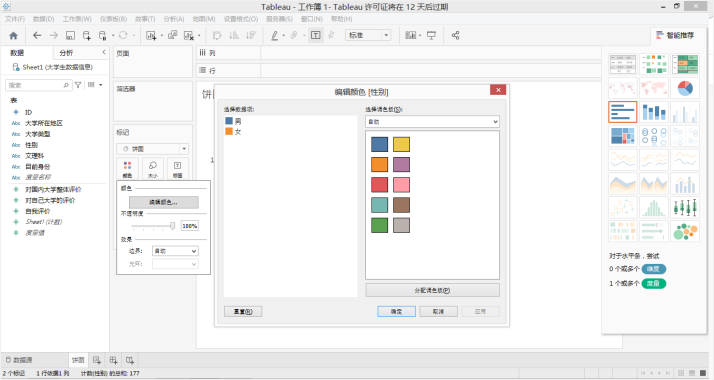 Tableau - 工作簿 1- Tableau 许可证将在 12 天后过期
文件(F) 数据(D) 工作表(W) 仪表板(B) 故事(T) 分析(A) 地图(M) 设置格式(O) 服务器(S) 窗口(N) 帮助(H)
标准
智能推荐
数据 分析
Sheet1 (大学生数据信息)
搜索
表
ID
Abc 大学所在地区
Abc 大学类型
Abc 性别
Abc 文理科
Abc 目前身份
Abc 度量名称
对国内大学整体评价
对自己大学的评价
自我评价
Sheet1 (计数)
度量值
页面
筛选器
标记
饼图
颜色 大小 标签
颜色
编辑颜色...
不透明度
100%
效果
边界: 自动
光环:
列
行
编辑颜色 [性别]
选择数据项:
男
女
选择调色板(S):
自动
分配调色板(P)
重置(R)
确定 取消 应用
对于水平条，尝试
0 个或多个 维度
1 个或多个 度量
数据源 饼图
2 个标记 1 行依据1 列 计数(性别) 的总和: 177